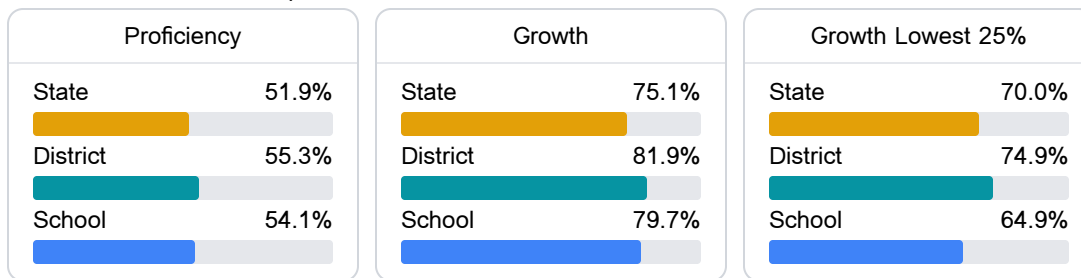 Proficiency
State 51.9%
District 55.3%
School 54.1%
Growth
State 75.1%
District 81.9%
School 79.7%
Growth Lowest 25%
State 70.0%
District 74.9%
School 64.9%